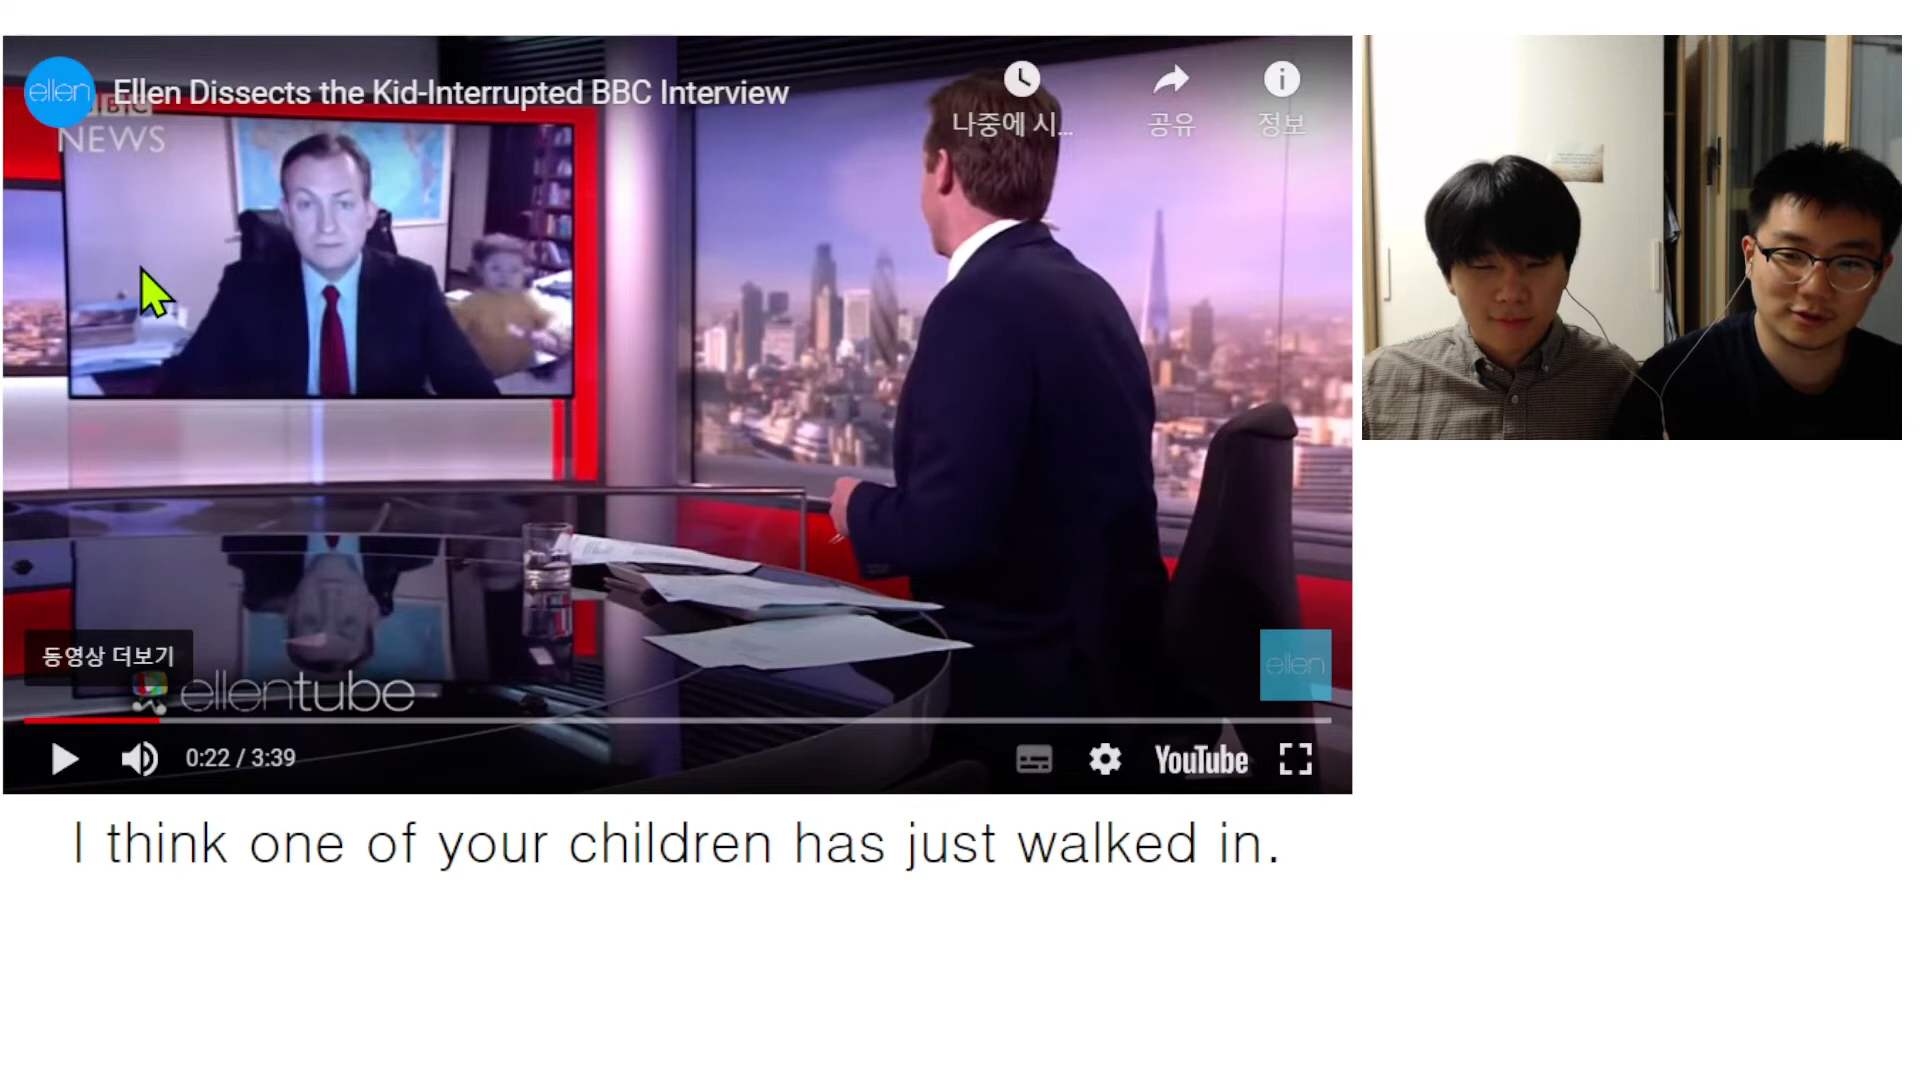 ellen
Ellen Dissects the Kid-Interrupted BBC Interview
나중에 시...
공유
정보
BBC
NEWS
동영상 더보기
ellentube
ellen
0:22 / 3:39
YouTube
I think one of your children has just walked in.